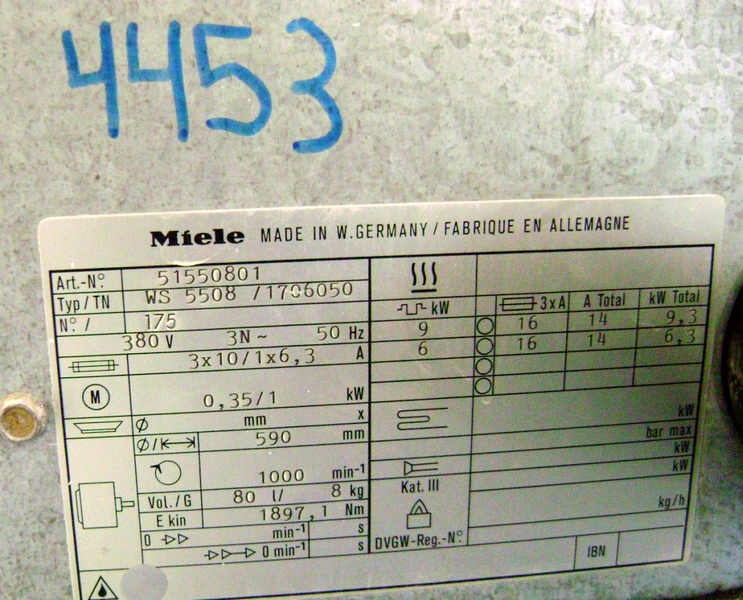 4453
Miele MADE IN W.GERMANY / FABRIQUE EN ALLEMAGNE
Art.-N°. 51550801
Typ / TN WS 5508 /1706050
N°. / 175
380 V 3N ~ 50 Hz
3x10/1x6,3 A
M 0,35/1 kW
Ø mm x
Ø/ 590 mm
1000 min-1
Vol./G 80 l/ 8 kg
E kin 1897,1 Nm
0 min-1 s
0 min-1 s
kW 3 x A A Total kW Total
9 16 14 9,3
6 16 14 6,3
kW
bar max
kW
kW
Kat. III
kg/h
DVGW-Reg.-N°.
IBN